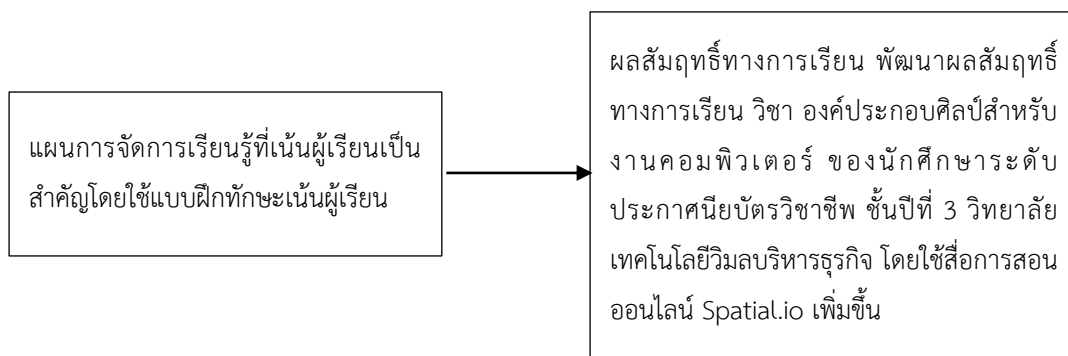 แผนการจัดการเรียนรู้ที่เน้นผู้เรียนเป็น
สำคัญโดยใช้แบบฝึกทักษะเน้นผู้เรียน
ผลสัมฤทธิ์ทางการเรียน พัฒนาผลสัมฤทธิ์
ทางการเรียน วิชา องค์ประกอบศิลป์สำหรับ
งานคอมพิวเตอร์ ของนักศึกษาระดับ
ประกาศนียบัตรวิชาชีพ ชั้นปีที่ 3 วิทยาลัย
เทคโนโลยีวิมลบริหารธุรกิจ โดยใช้สื่อการสอน
ออนไลน์ Spatial.io เพิ่มขึ้น